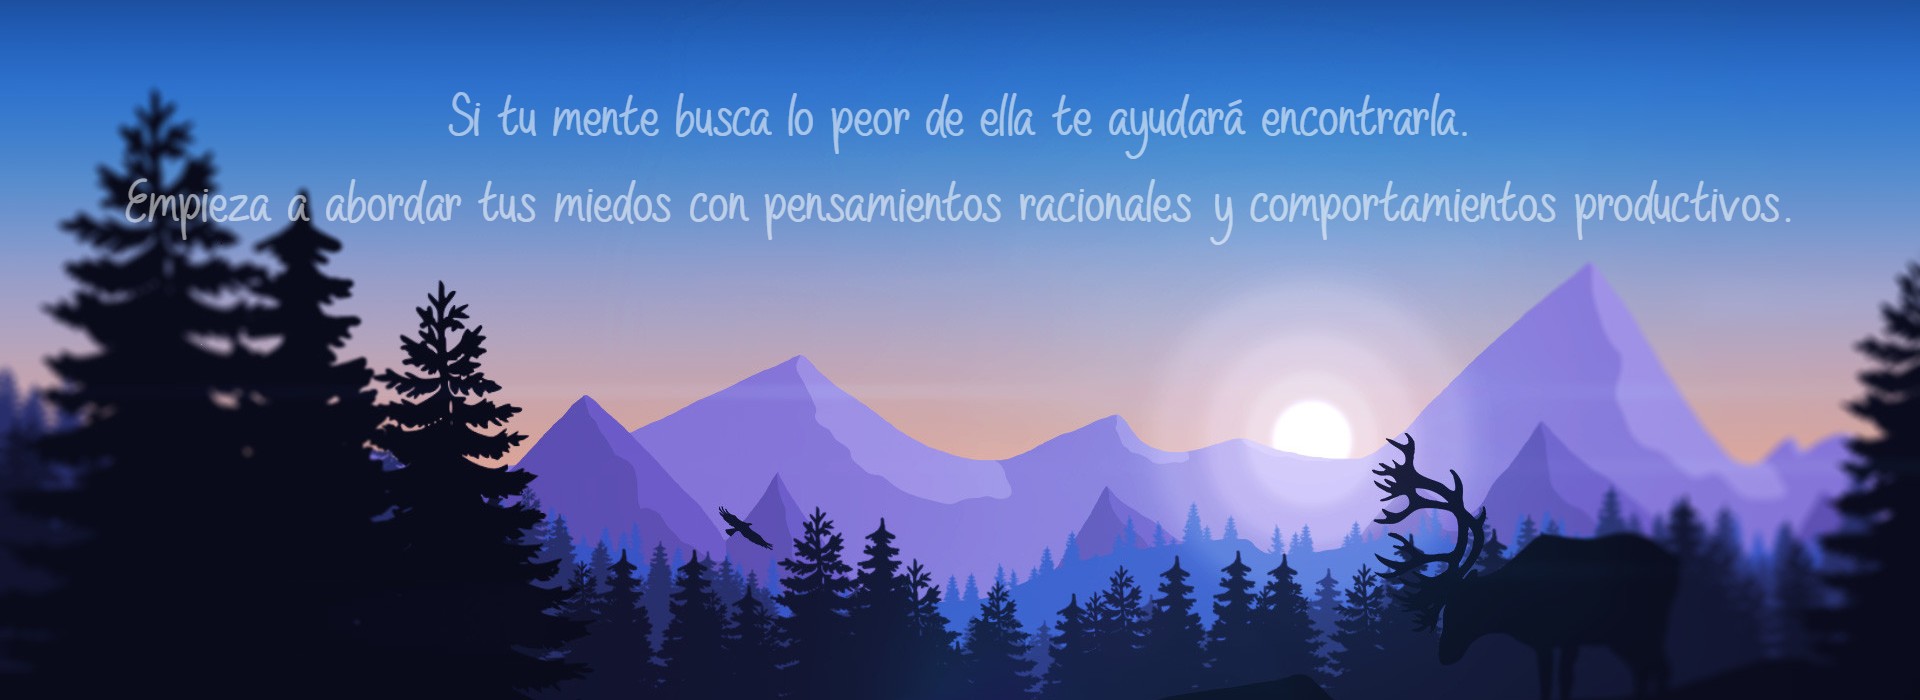 Si tu mente busca lo peor de ella te ayudará encontrarla.
Empieza a abordar tus miedos con pensamientos racionales y comportamientos productivos.